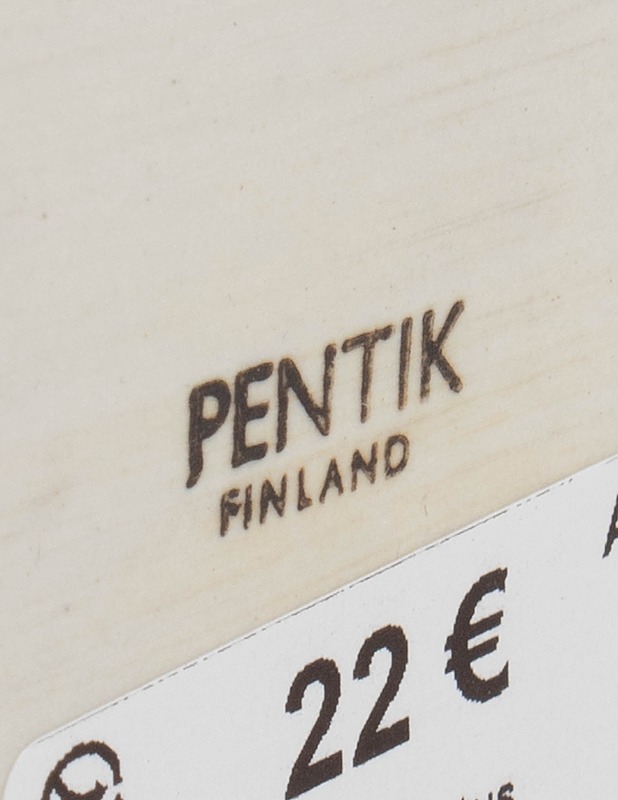 PENTIK
FINLAND
22 €